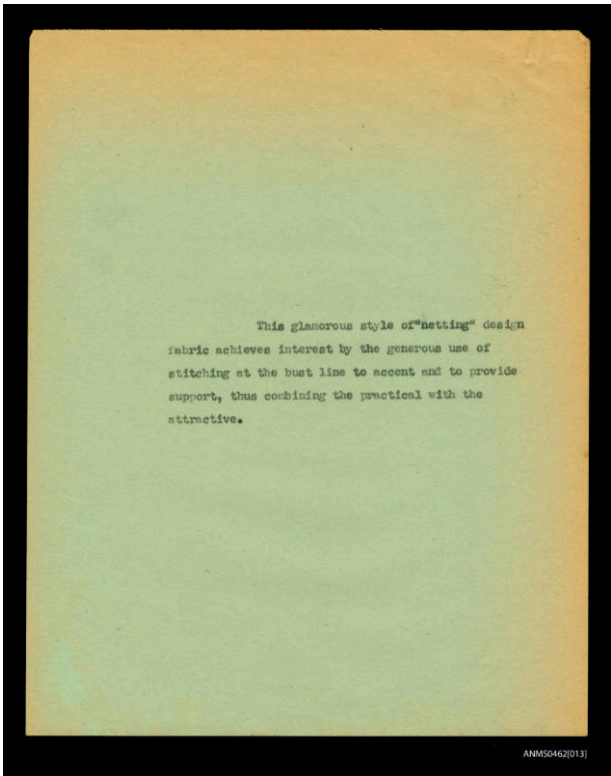 This glamorous style of"netting" design
fabric achieves interest by the generous use of
stitching at the bust line to accent and to provide
support, thus combining the practical with the
attractive.
ANMS0462[013]